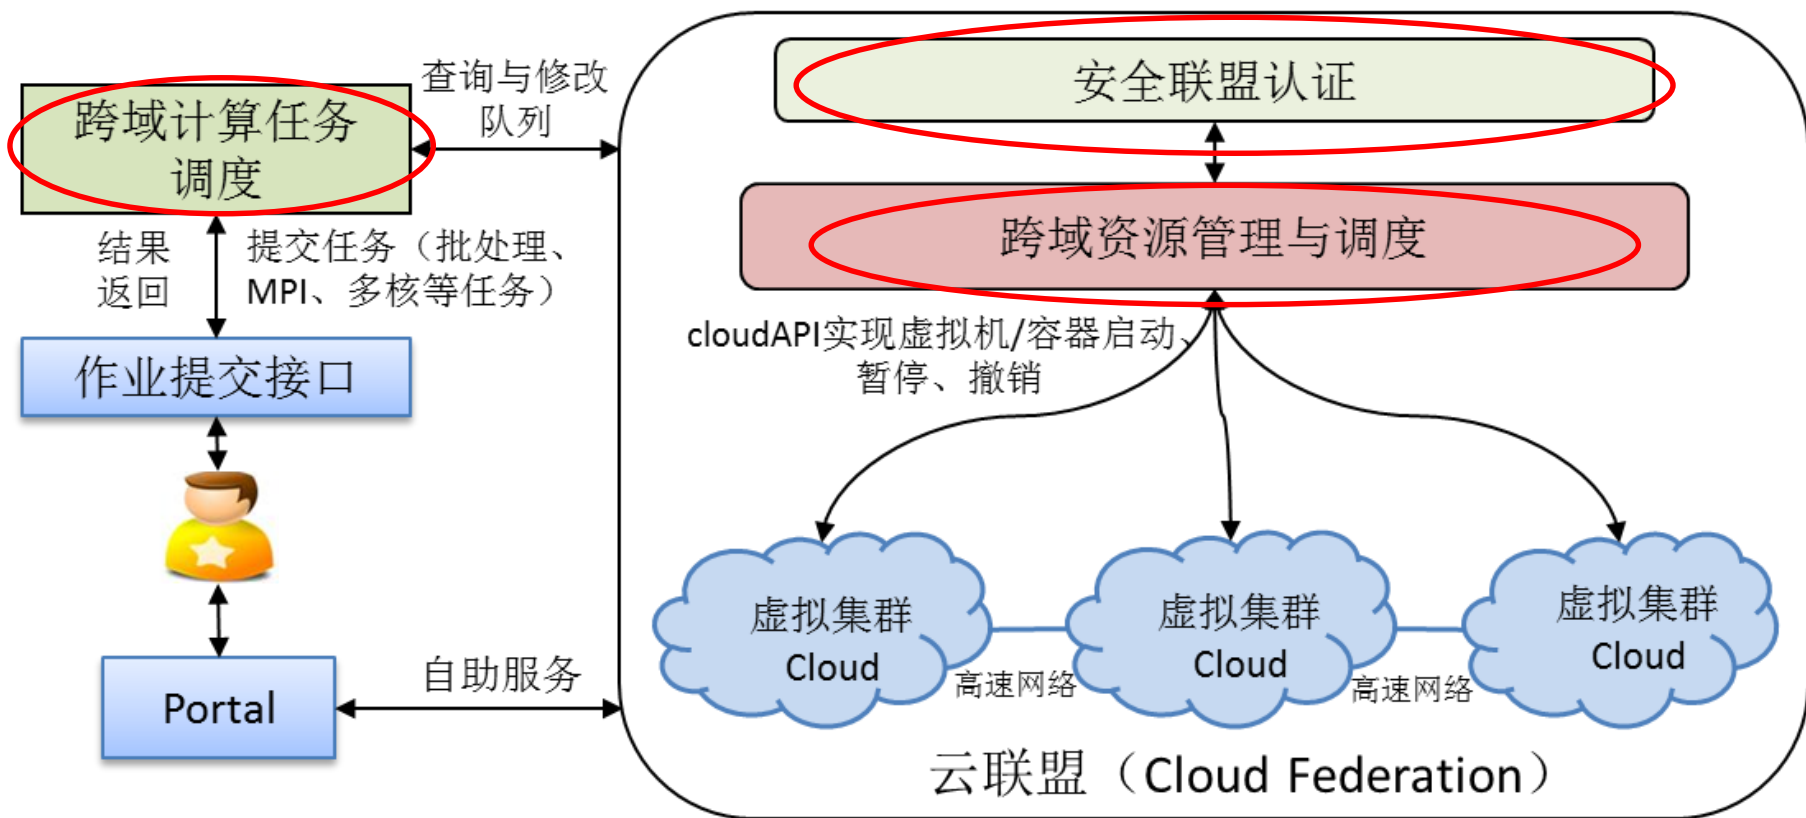 跨域计算任务
调度
查询与修改
队列
结果
返回
提交任务（批处理、
MPI、多核等任务）
作业提交接口
Portal
自助服务
安全联盟认证
跨域资源管理与调度
cloudAPI实现虚拟机/容器启动、
暂停、撤销
虚拟集群
Cloud
高速网络
虚拟集群
Cloud
高速网络
虚拟集群
Cloud
云联盟（Cloud Federation）